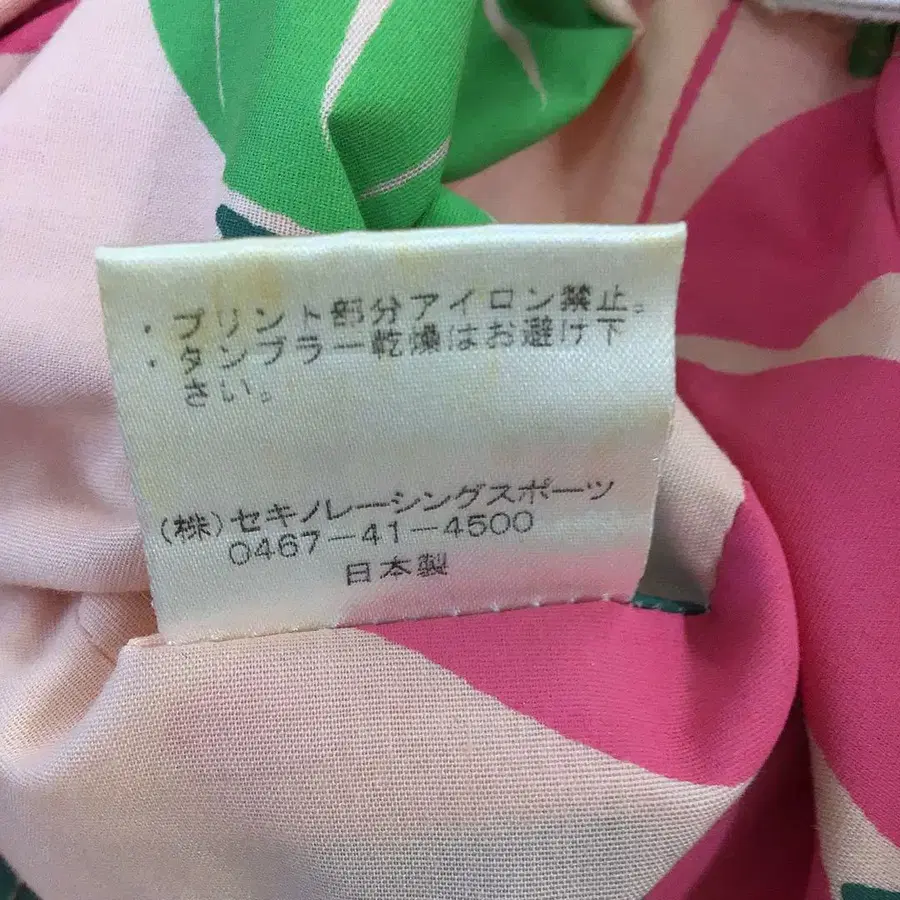 ・プリント部分アイロン禁止。
・タンブラー乾燥はお避け下
さい。
(株)セキノレーシングスポーツ
0467-41-4500
日本製